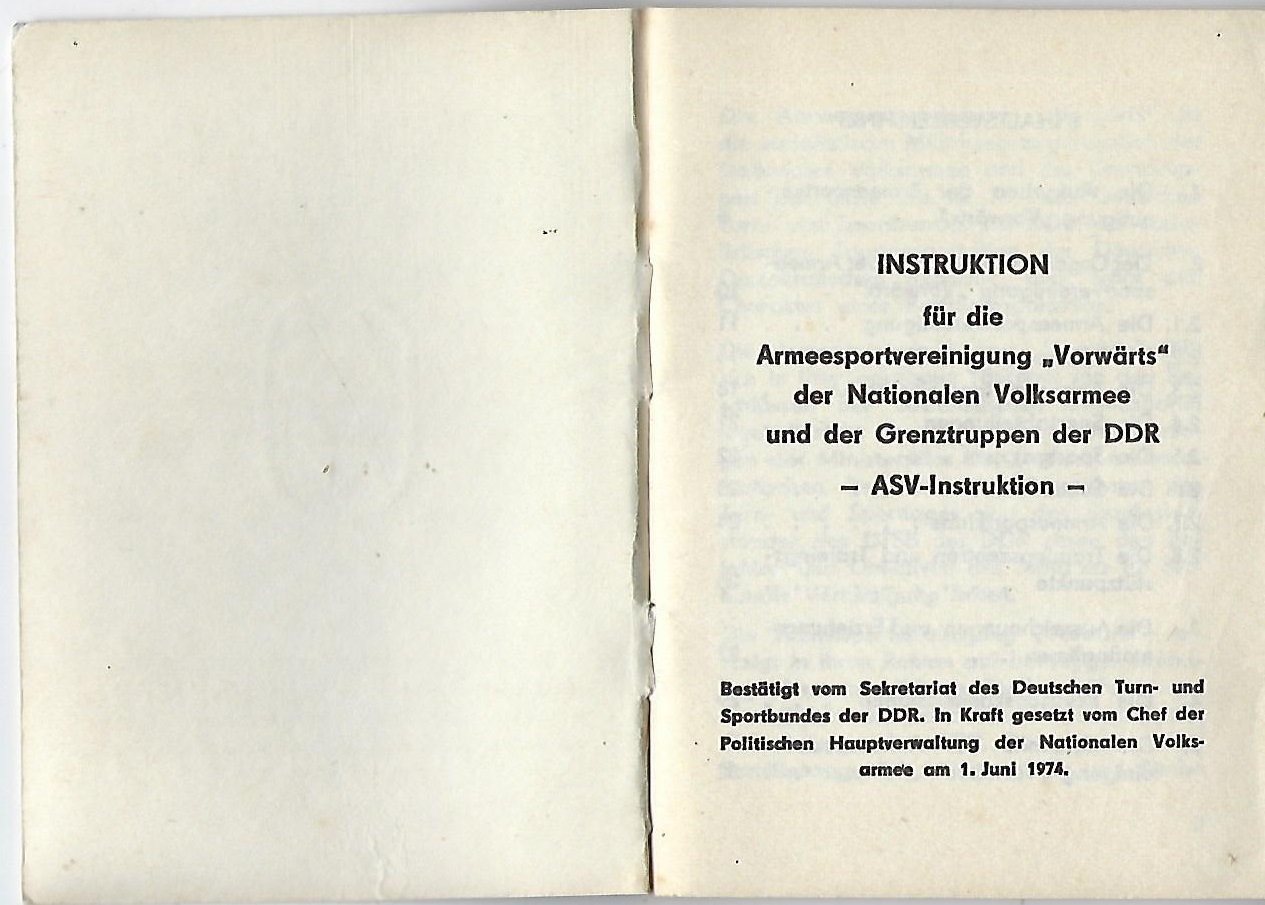 INSTRUKTION
für die
Armeesportvereinigung „Vorwärts“
der Nationalen Volksarmee
und der Grenztruppen der DDR
– ASV-Instruktion –
Bestätigt vom Sekretariat des Deutschen Turn- und
Sportbundes der DDR. In Kraft gesetzt vom Chef der
Politischen Hauptverwaltung der Nationalen Volks-
armee am 1. Juni 1974.